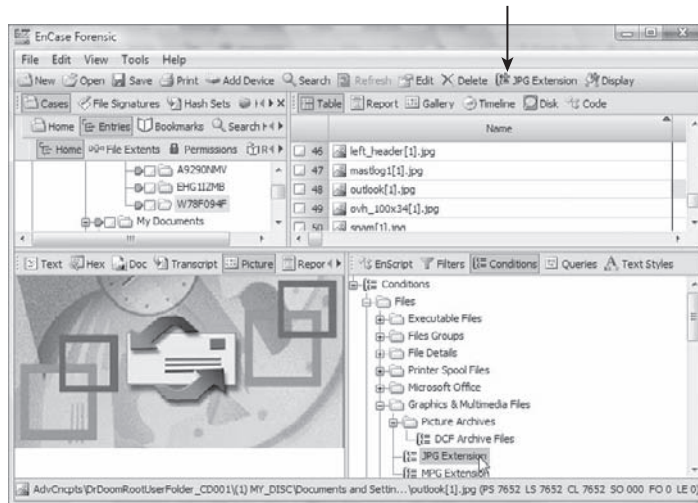 EnCase Forensic
File Edit View Tools Help
New Open Save Print Add Device Search Refresh Edit Delete JPG Extension Display
Cases File Signatures Hash Sets
Table Report Gallery Timeline Disk Code
Home Entries Bookmarks Search
Name
Home File Extents Permissions
46 left_header[1].jpg
A9290NMV
47 mastlog1[1].jpg
EHG1IZMB
48 outlook[1].jpg
W78F094F
49 ovh_100x34[1].jpg
My Documents
50 spam[1].jpg
Text Hex Doc Transcript Picture Repor
EnScript Filters Conditions Queries Text Styles
Conditions
Files
Executable Files
Files Groups
File Details
Printer Spool Files
Microsoft Office
Graphics & Multimedia Files
Picture Archives
DCF Archive Files
JPG Extension
MPG Extension
AdvCncpts\DrDoomRootUserFolder_CD001\(1) MY_DISC\Documents and Settin...\outlook[1].jpg (PS 7652 LS 7652 CL 7652 SO 000 FO 0 LE 0)